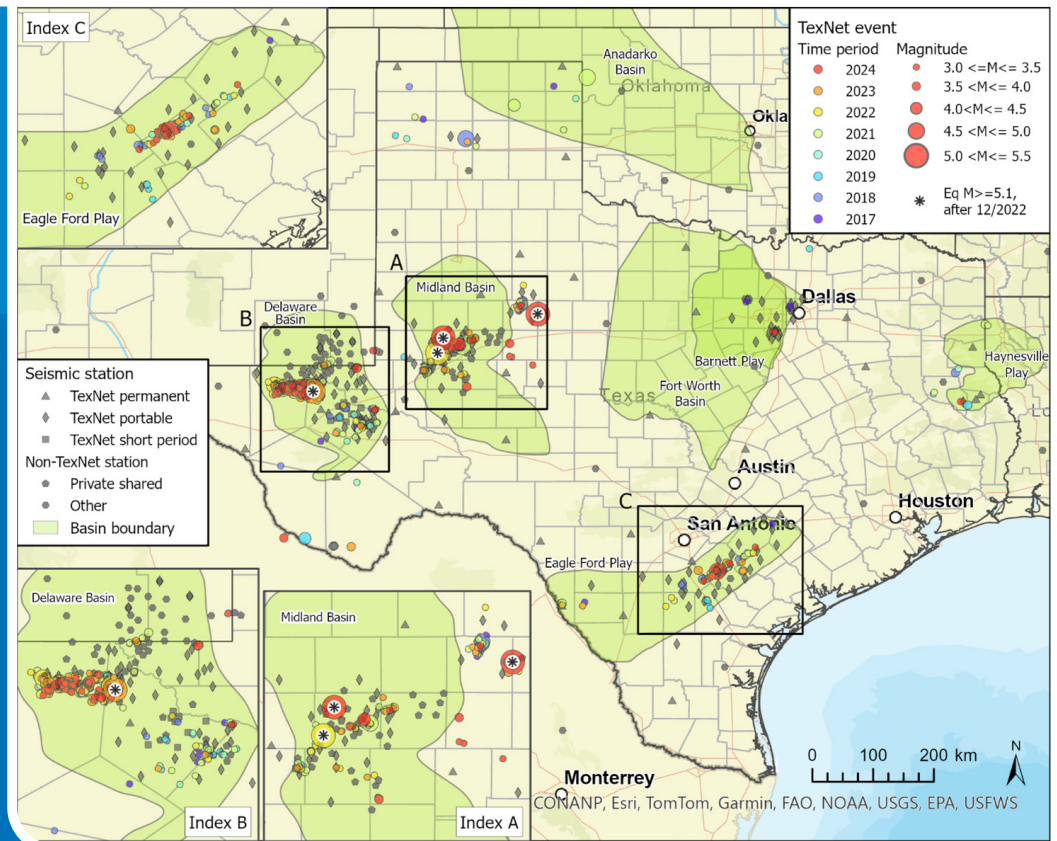 Index C
Eagle Ford Play
TexNet event
Time period
Magnitude
2024
2023
2022
2021
2020
2019
2018
2017
3.0 <=M<= 3.5
3.5 <M<= 4.0
4.0<M<= 4.5
4.5 <M<= 5.0
5.0 <M<= 5.5
Eq M>=5.1,
after 12/2022
Anadarko
Basin
Oklahoma
Okla
A
Midland Basin
B
Delaware
Basin
Dallas
Barnett Play
Fort Worth
Basin
Texas
Haynesville
Play
Lo
Seismic station
TexNet permanent
TexNet portable
TexNet short period
Non-TexNet station
Private shared
Other
Basin boundary
Austin
C
San Antonio
Houston
Eagle Ford Play
Delaware Basin
Index B
Midland Basin
Index A
Monterrey
0 100 200 km
N
CONANP, Esri, TomTom, Garmin, FAO, NOAA, USGS, EPA, USFWS